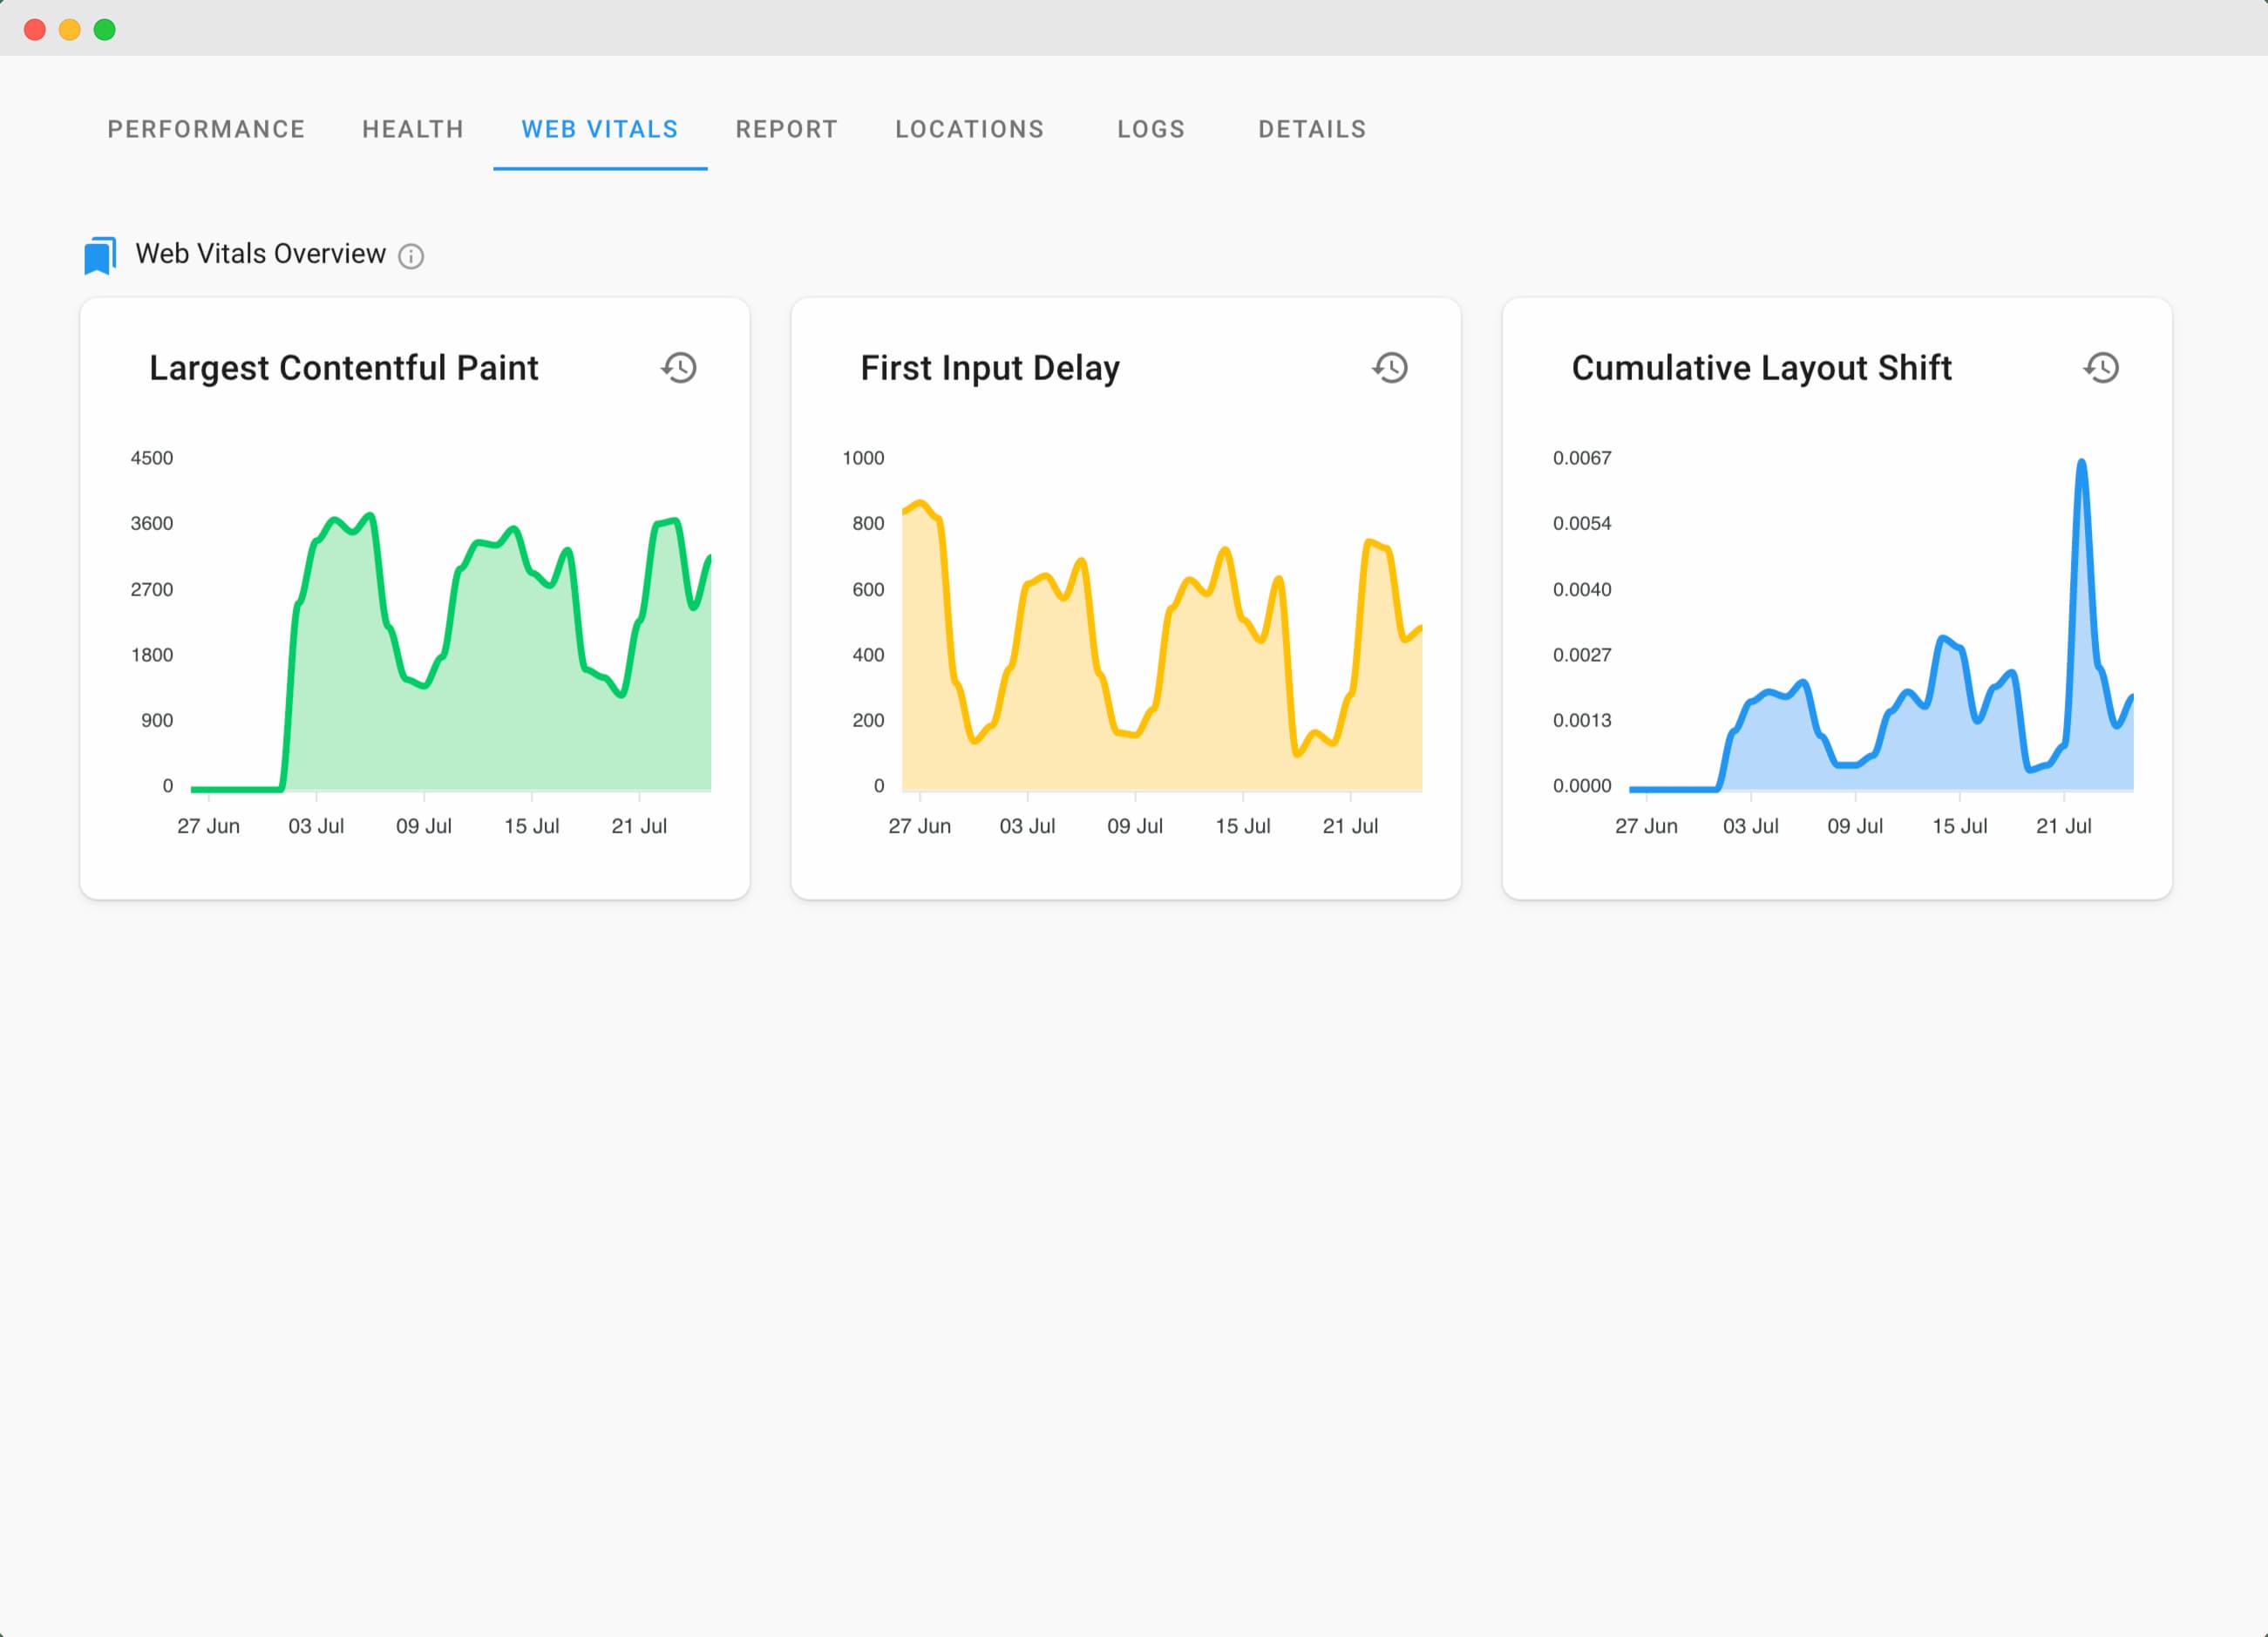 PERFORMANCE HEALTH WEB VITALS REPORT LOCATIONS LOGS DETAILS
Web Vitals Overview
Largest Contentful Paint
4500
3600
2700
1800
900
0
27 Jun 03 Jul 09 Jul 15 Jul 21 Jul
First Input Delay
1000
800
600
400
200
0
27 Jun 03 Jul 09 Jul 15 Jul 21 Jul
Cumulative Layout Shift
0.0067
0.0054
0.0040
0.0027
0.0013
0.0000
27 Jun 03 Jul 09 Jul 15 Jul 21 Jul